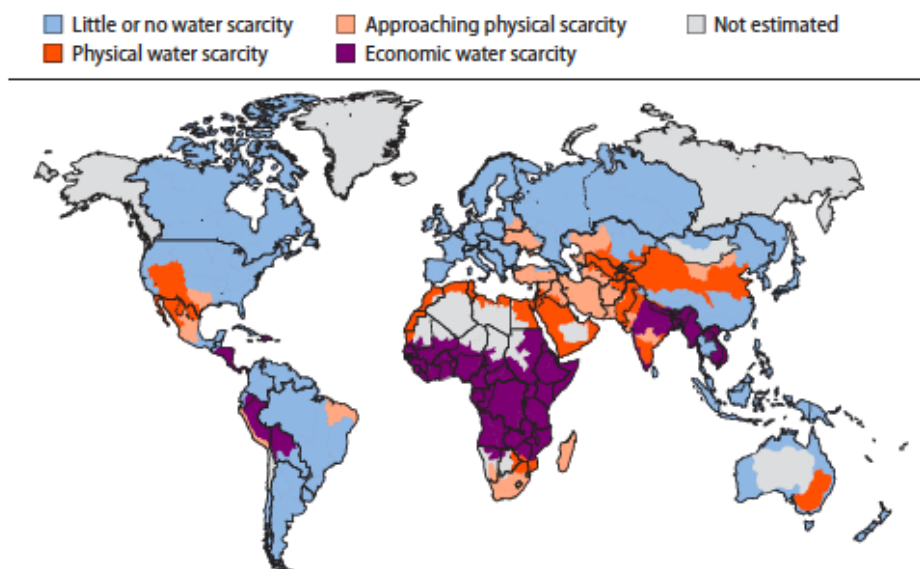 Little or no water scarcity Approaching physical scarcity Not estimated
Physical water scarcity Economic water scarcity